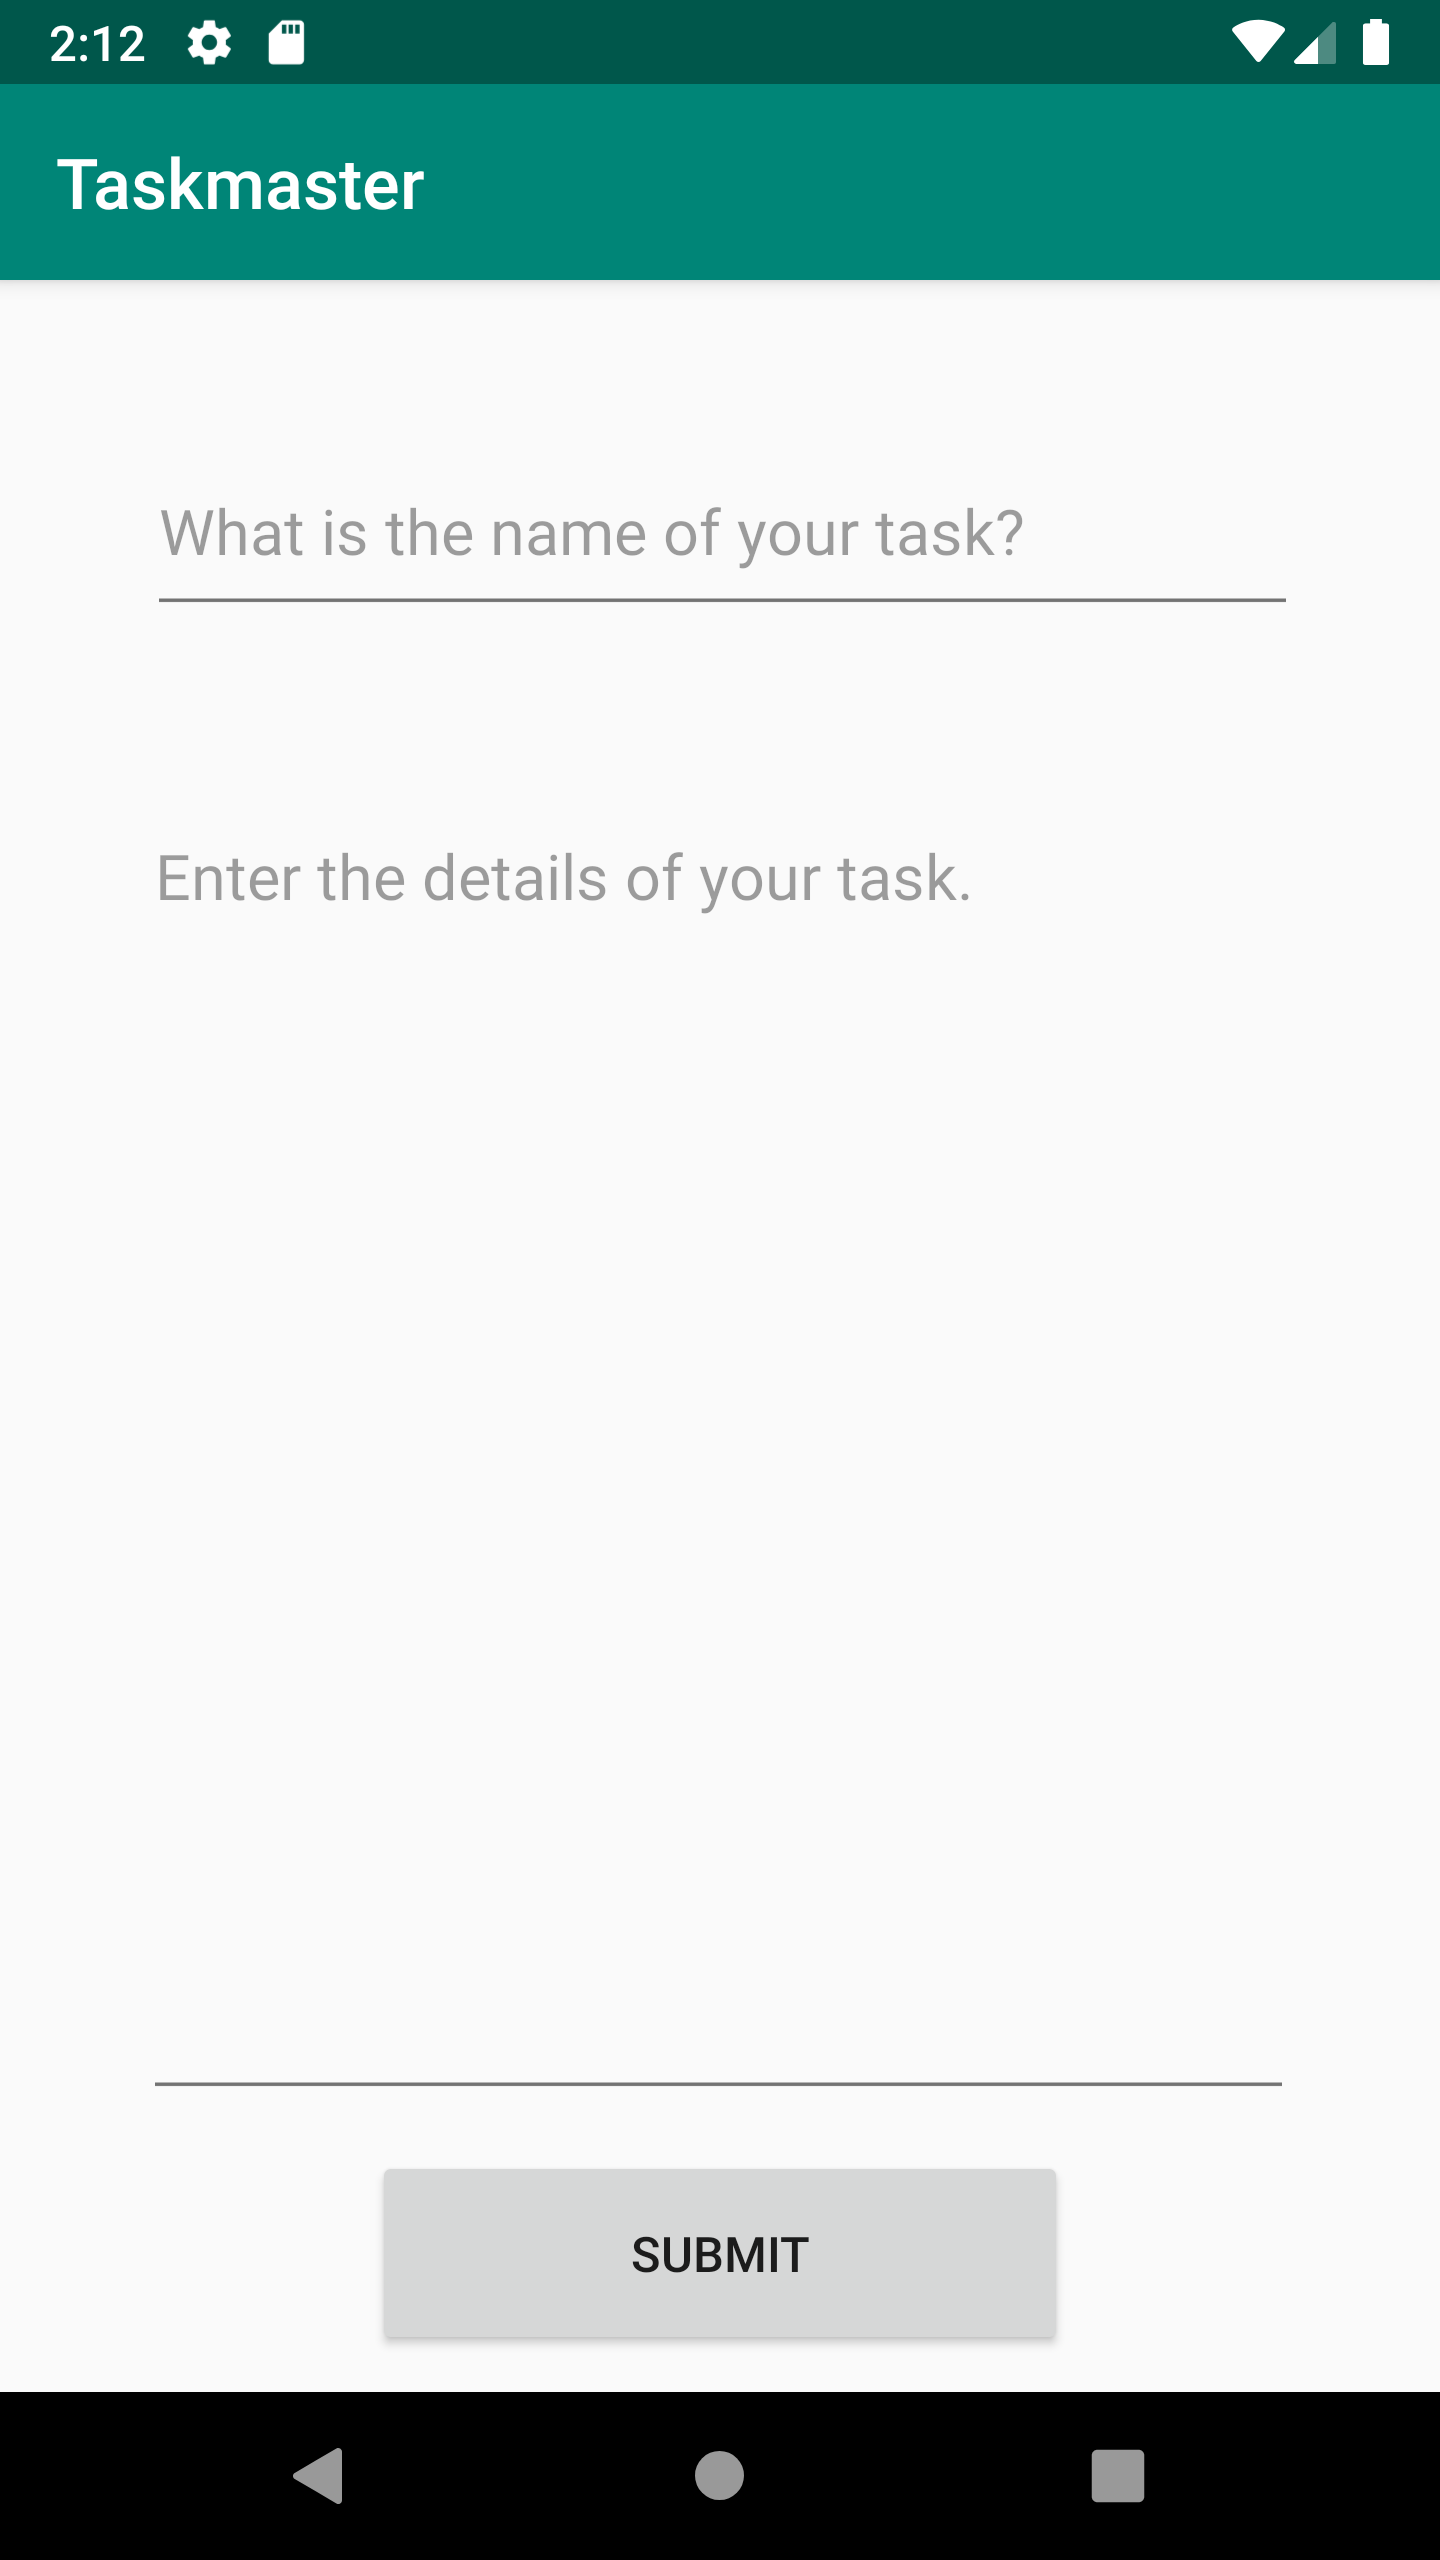 2:12
Taskmaster
What is the name of your task?
Enter the details of your task.
SUBMIT